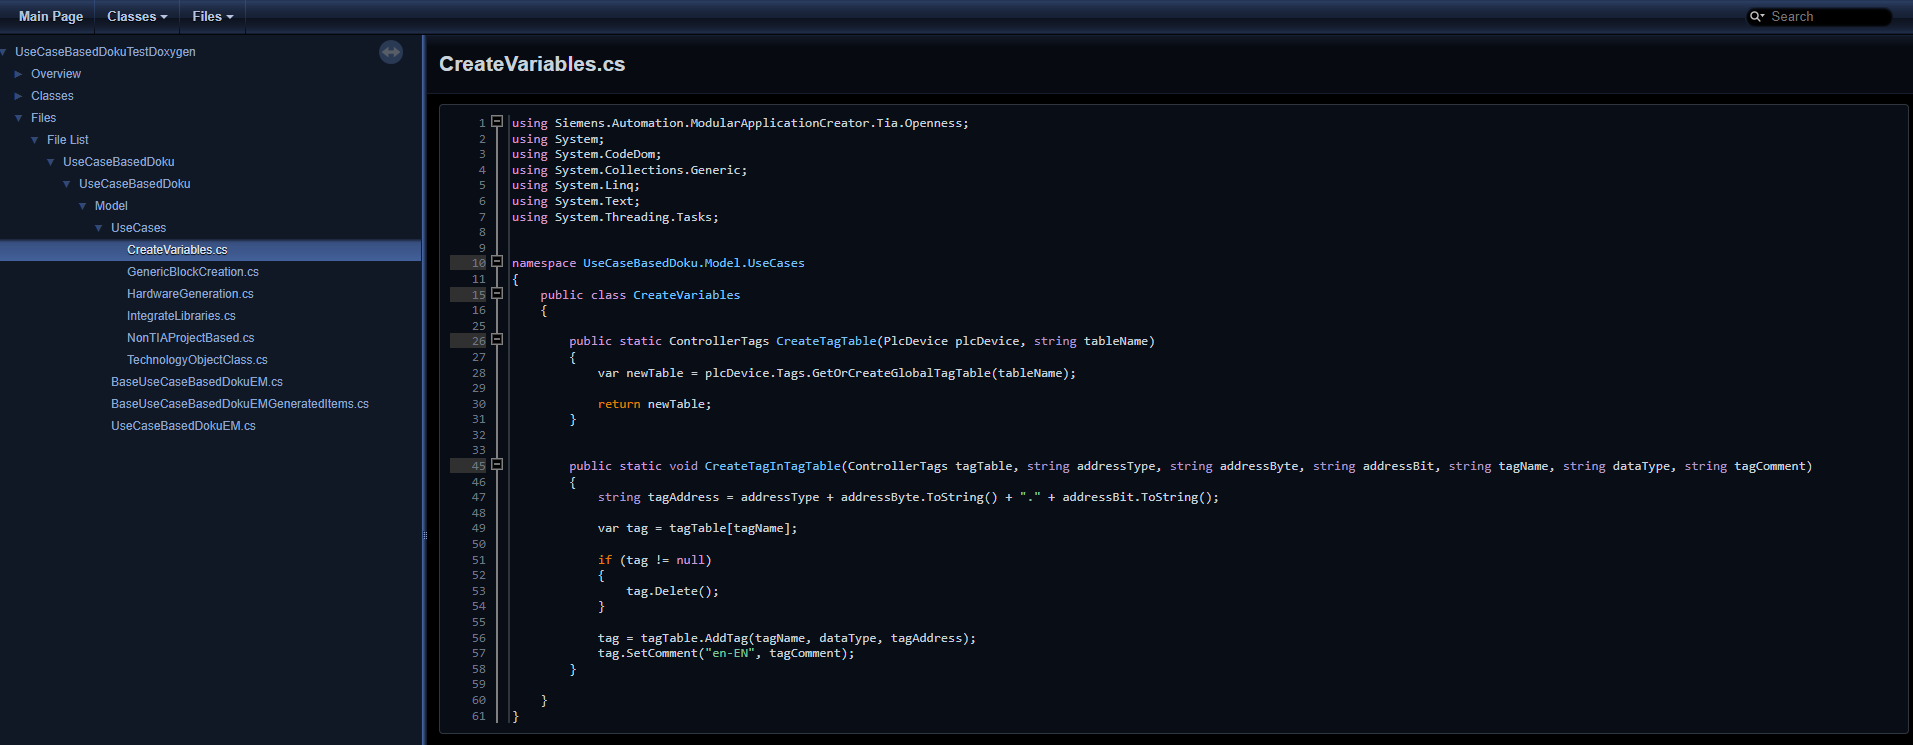 Main Page Classes Files Search
UseCaseBasedDokuTestDoxygen
Overview
Classes
Files
File List
UseCaseBasedDoku
UseCaseBasedDoku
Model
UseCases
CreateVariables.cs
GenericBlockCreation.cs
HardwareGeneration.cs
IntegrateLibraries.cs
NonTIAProjectBased.cs
TechnologyObjectClass.cs
BaseUseCaseBasedDokuEM.cs
BaseUseCaseBasedDokuEMGeneratedItems.cs
UseCaseBasedDokuEM.cs
CreateVariables.cs
1 using Siemens.Automation.ModularApplicationCreator.Tia.Openness;
2 using System;
3 using System.CodeDom;
4 using System.Collections.Generic;
5 using System.Linq;
6 using System.Text;
7 using System.Threading.Tasks;
8
9
10 namespace UseCaseBasedDoku.Model.UseCases
11 {
15     public class CreateVariables
16     {
25
26         public static ControllerTags CreateTagTable(PlcDevice plcDevice, string tableName)
27         {
28             var newTable = plcDevice.Tags.GetOrCreateGlobalTagTable(tableName);
29
30             return newTable;
31         }
32
33
45         public static void CreateTagInTagTable(ControllerTags tagTable, string addressType, string addressByte, string addressBit, string tagName, string dataType, string tagComment)
46         {
47             string tagAddress = addressType + addressByte.ToString() + "." + addressBit.ToString();
48
49             var tag = tagTable[tagName];
50
51             if (tag != null)
52             {
53                 tag.Delete();
54             }
55
56             tag = tagTable.AddTag(tagName, dataType, tagAddress);
57             tag.SetComment("en-EN", tagComment);
58         }
59
60     }
61 }